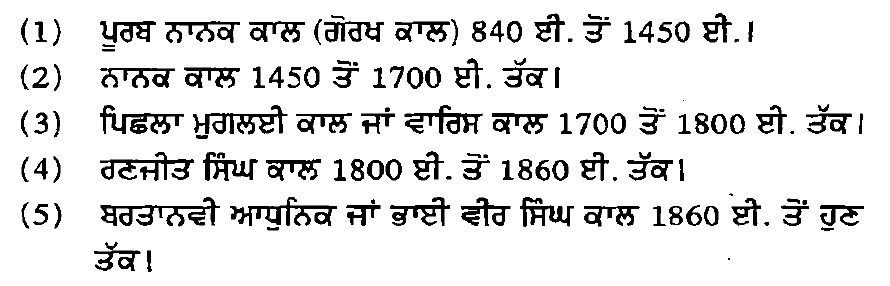 (1) ਪੂਰਬ ਨਾਨਕ ਕਾਲ (ਗੋਰਖ ਕਾਲ) 840 ਈ. ਤੋਂ 1450 ਈ.।
(2) ਨਾਨਕ ਕਾਲ 1450 ਤੋਂ 1700 ਈ. ਤੱਕ।
(3) ਪਿਛਲਾ ਮੁਗਲਈ ਕਾਲ ਜਾਂ ਵਾਰਿਸ ਕਾਲ 1700 ਤੋਂ 1800 ਈ. ਤੱਕ।
(4) ਰਣਜੀਤ ਸਿੰਘ ਕਾਲ 1800 ਈ. ਤੋਂ 1860 ਈ. ਤੱਕ।
(5) ਬਰਤਾਨਵੀ ਆਧੁਨਿਕ ਜਾਂ ਭਾਈ ਵੀਰ ਸਿੰਘ ਕਾਲ 1860 ਈ. ਤੋਂ ਹੁਣ
ਤੱਕ।